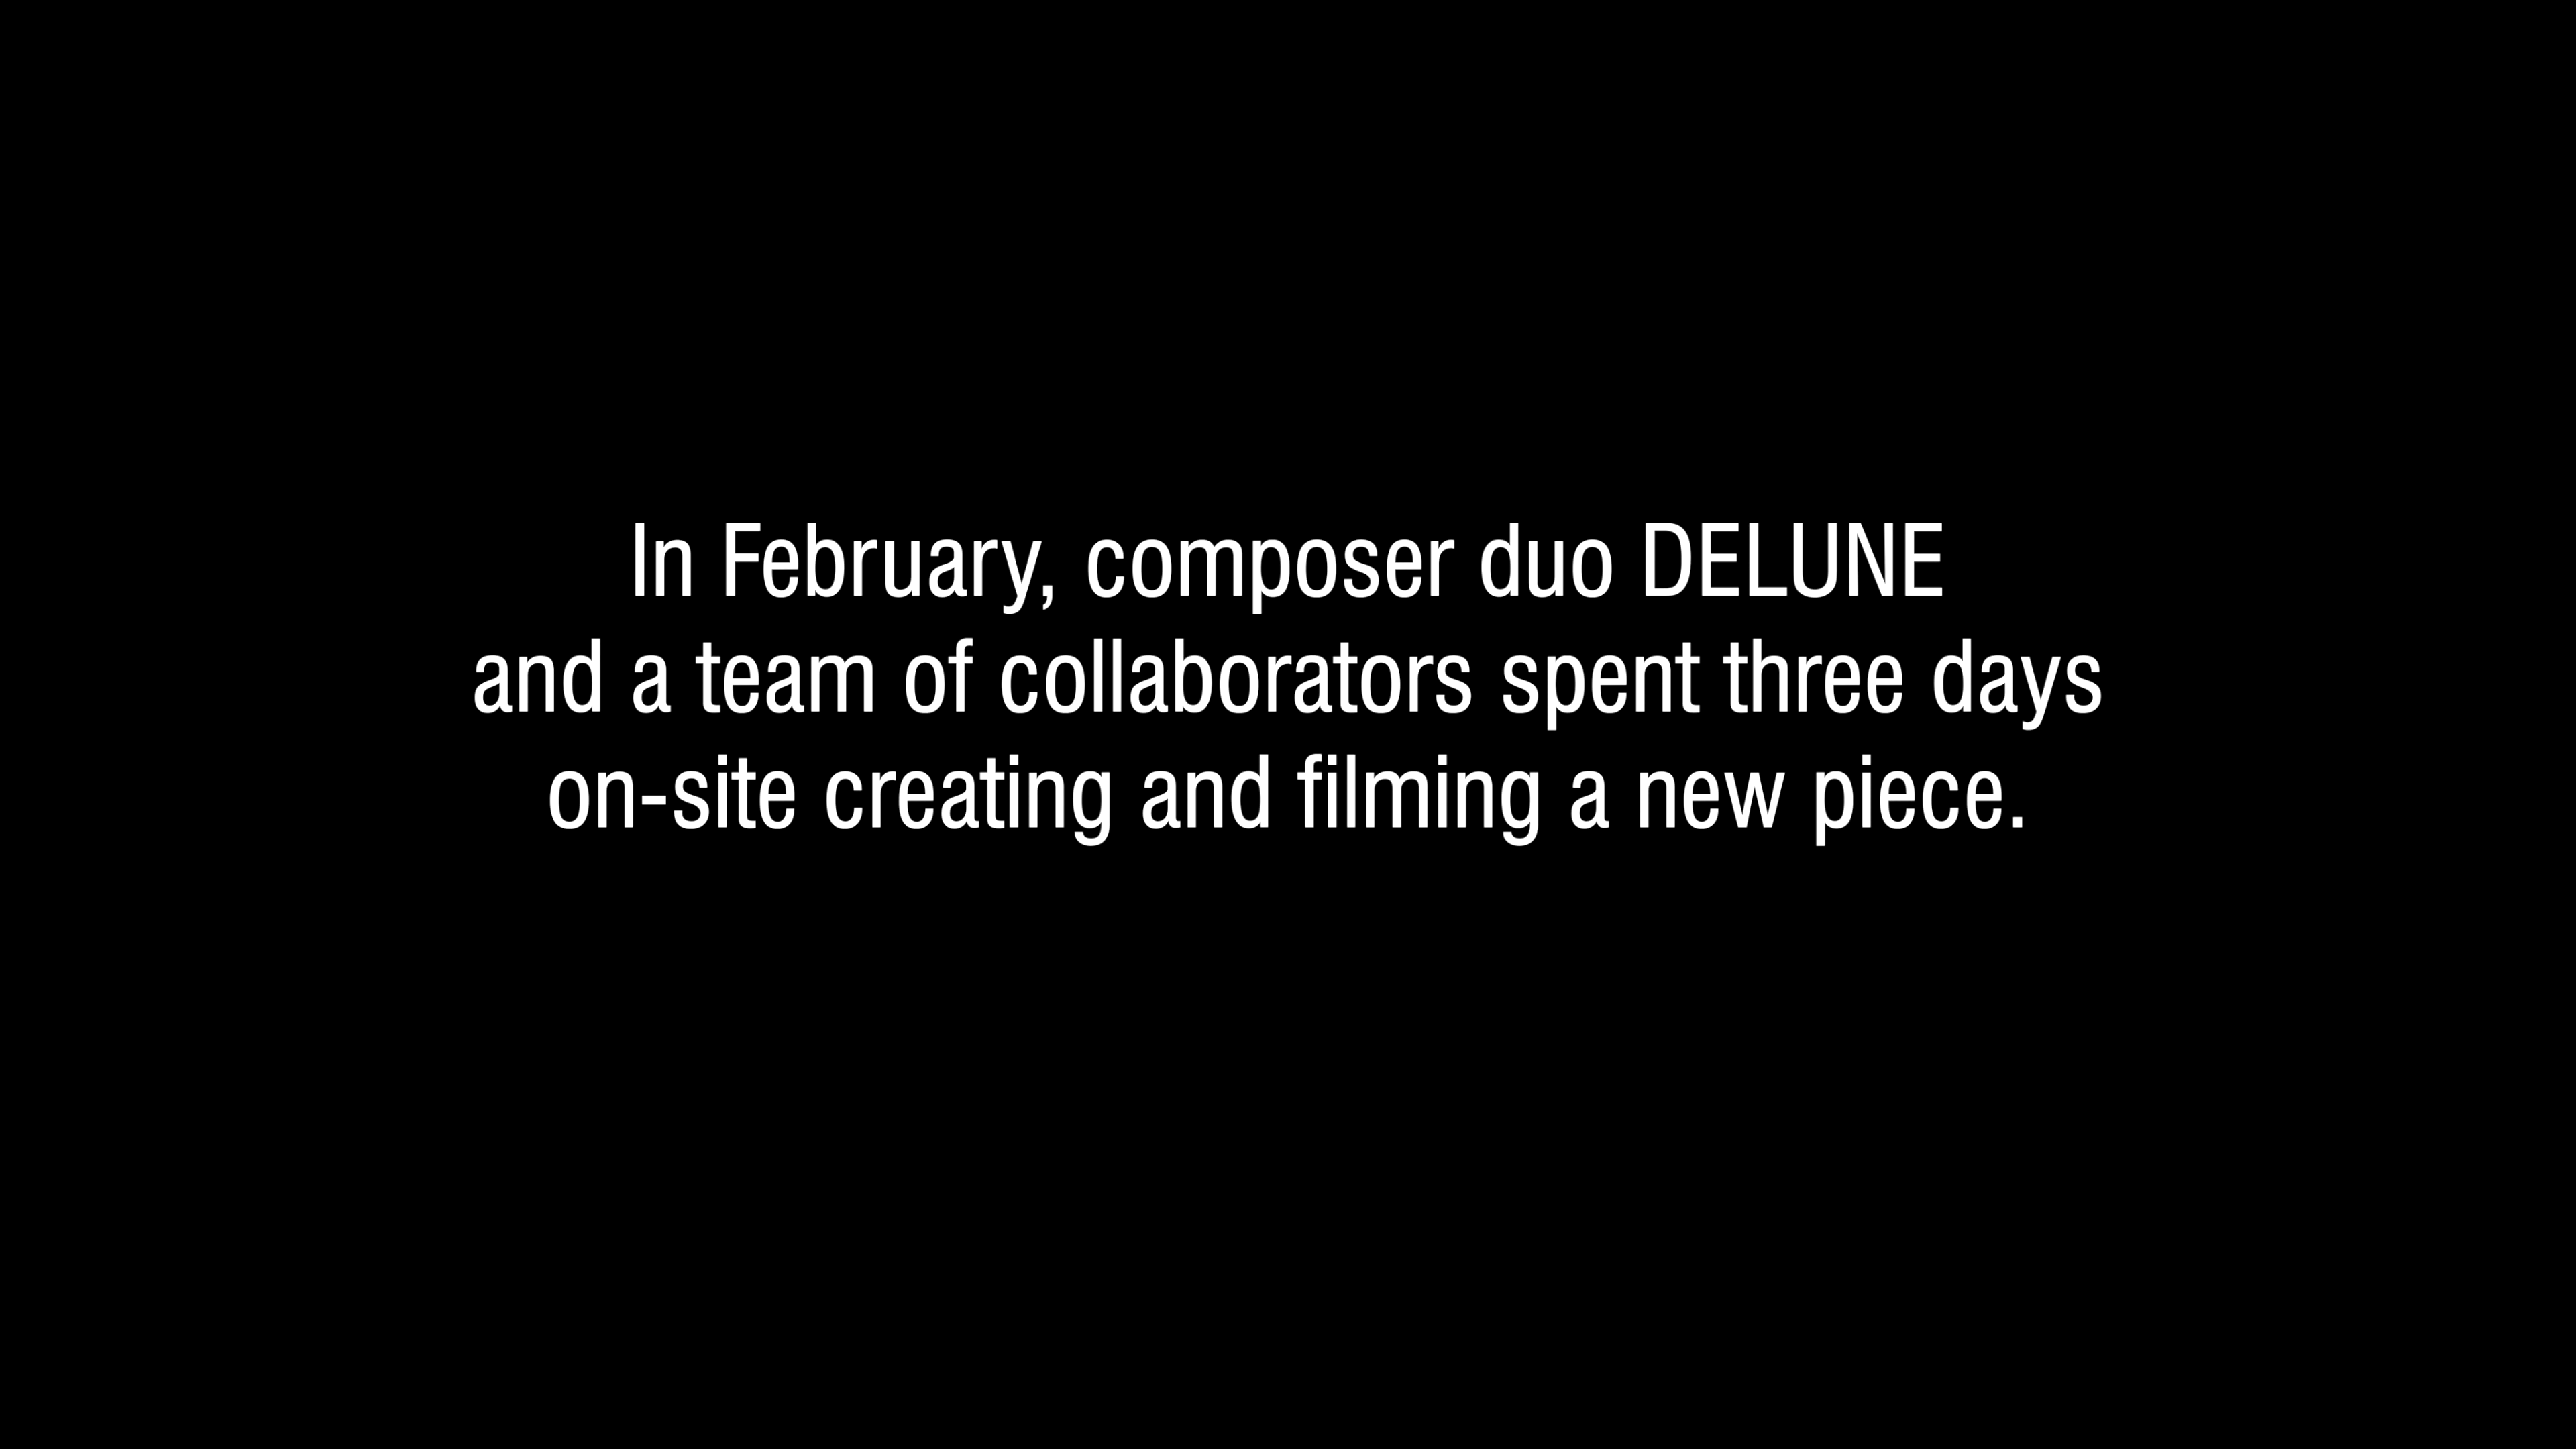 In February, composer duo DELUNE
and a team of collaborators spent three days
on-site creating and filming a new piece.